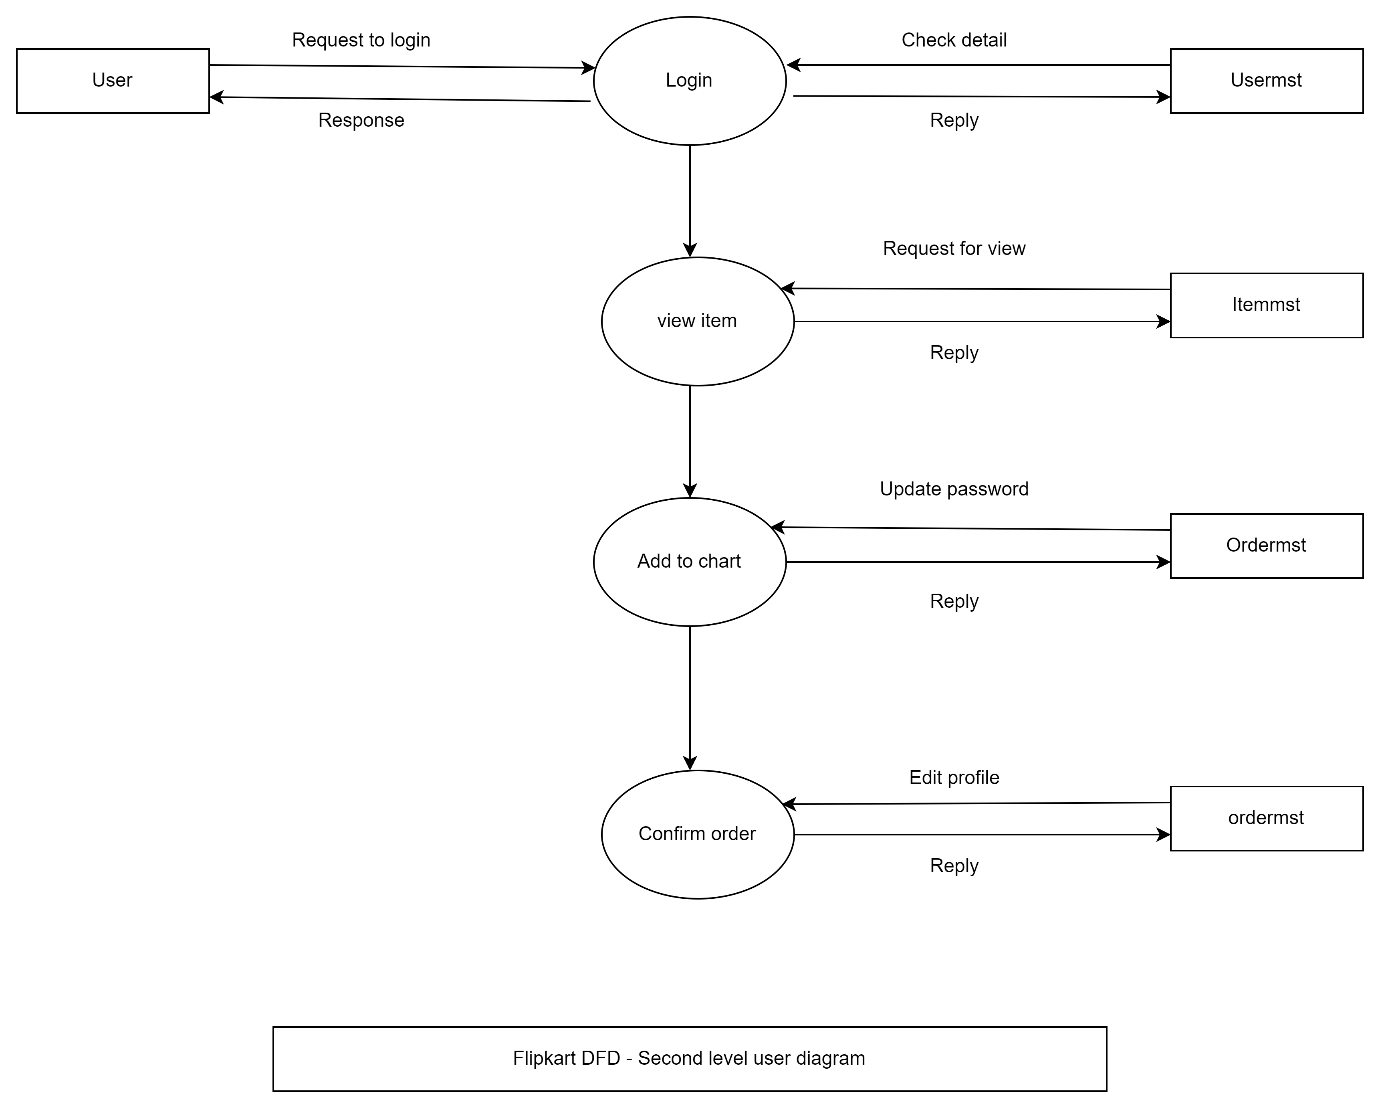 Request to login
Check detail
User
Login
Usermst
Response
Reply
Request for view
view item
Itemmst
Reply
Update password
Add to chart
Ordermst
Reply
Edit profile
Confirm order
ordermst
Reply
Flipkart DFD - Second level user diagram